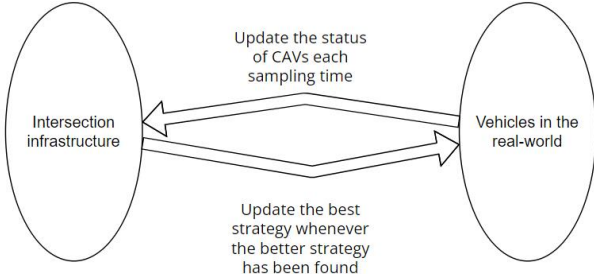 Update the status
of CAVs each
sampling time
Intersection
infrastructure
Vehicles in the
real-world
Update the best
strategy whenever
the better strategy
has been found